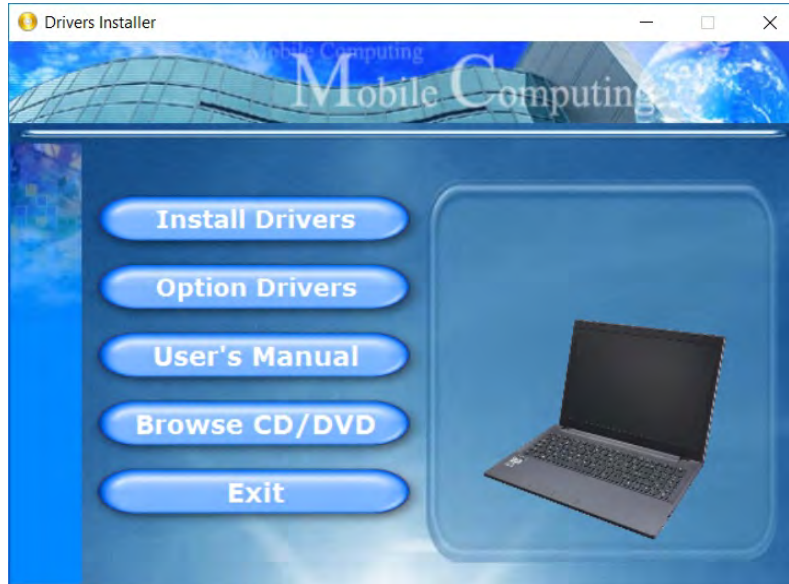 Drivers Installer
Mobile Computing
Mobile Computing
Install Drivers
Option Drivers
User's Manual
Browse CD/DVD
Exit